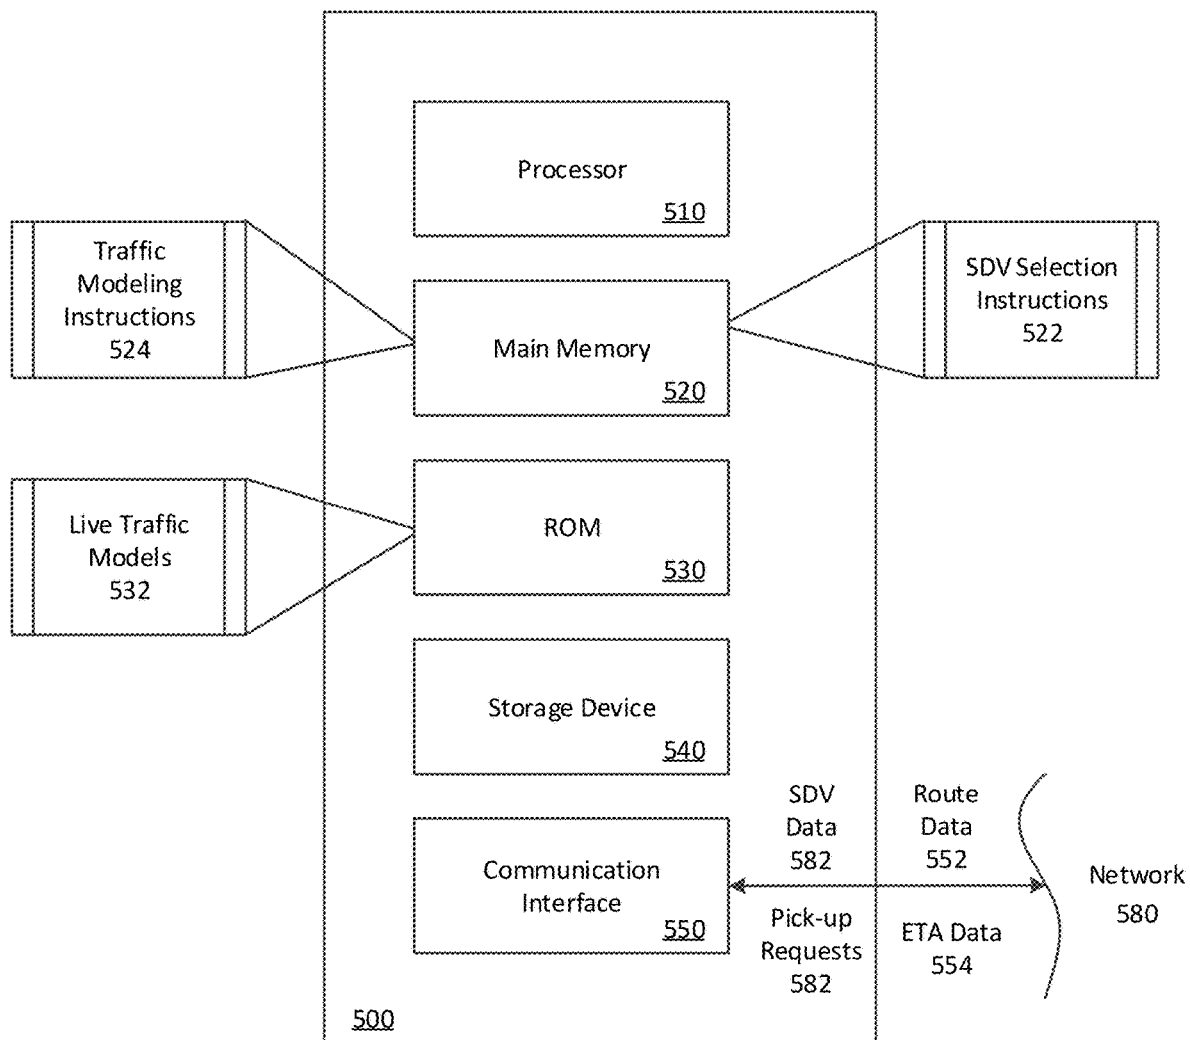 Processor
510
Traffic
Modeling
Instructions
524
Main Memory
520
SDV Selection
Instructions
522
Live Traffic
Models
532
ROM
530
Storage Device
540
Communication
Interface
550
SDV
Data
582
Route
Data
552
Pick-up
Requests
582
ETA Data
554
Network
580
500